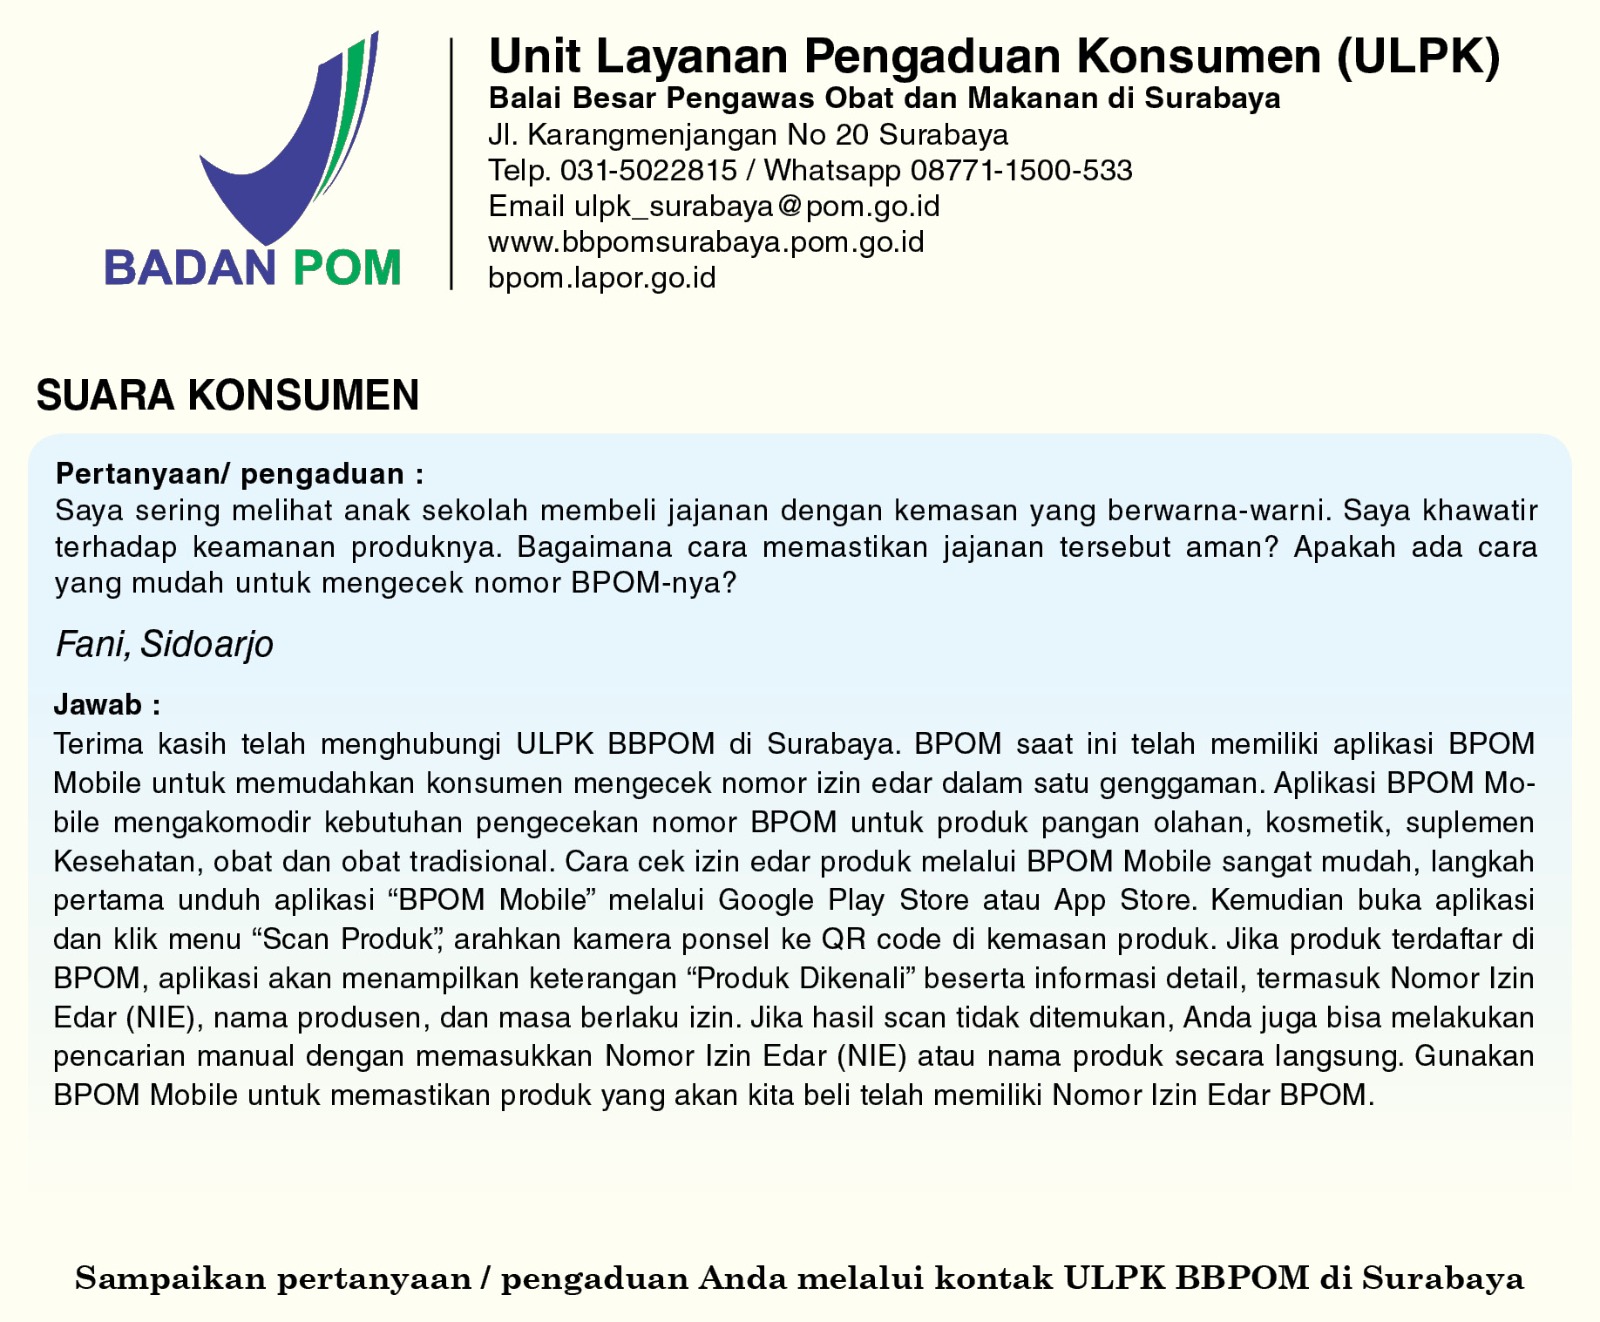 BADAN POM
Unit Layanan Pengaduan Konsumen (ULPK)
Balai Besar Pengawas Obat dan Makanan di Surabaya
Jl. Karangmenjangan No 20 Surabaya
Telp. 031-5022815 / Whatsapp 08771-1500-533
Email ulpk_surabaya@pom.go.id
www.bbpomsurabaya.pom.go.id
bpom.lapor.go.id
SUARA KONSUMEN
Pertanyaan/ pengaduan :
Saya sering melihat anak sekolah membeli jajanan dengan kemasan yang berwarna-warni. Saya khawatir
terhadap keamanan produknya. Bagaimana cara memastikan jajanan tersebut aman? Apakah ada cara
yang mudah untuk mengecek nomor BPOM-nya?
Fani, Sidoarjo
Jawab :
Terima kasih telah menghubungi ULPK BBPOM di Surabaya. BPOM saat ini telah memiliki aplikasi BPOM
Mobile untuk memudahkan konsumen mengecek nomor izin edar dalam satu genggaman. Aplikasi BPOM Mo-
bile mengakomodir kebutuhan pengecekan nomor BPOM untuk produk pangan olahan, kosmetik, suplemen
Kesehatan, obat dan obat tradisional. Cara cek izin edar produk melalui BPOM Mobile sangat mudah, langkah
pertama unduh aplikasi “BPOM Mobile” melalui Google Play Store atau App Store. Kemudian buka aplikasi
dan klik menu “Scan Produk”, arahkan kamera ponsel ke QR code di kemasan produk. Jika produk terdaftar di
BPOM, aplikasi akan menampilkan keterangan “Produk Dikenali” beserta informasi detail, termasuk Nomor Izin
Edar (NIE), nama produsen, dan masa berlaku izin. Jika hasil scan tidak ditemukan, Anda juga bisa melakukan
pencarian manual dengan memasukkan Nomor Izin Edar (NIE) atau nama produk secara langsung. Gunakan
BPOM Mobile untuk memastikan produk yang akan kita beli telah memiliki Nomor Izin Edar BPOM.
Sampaikan pertanyaan / pengaduan Anda melalui kontak ULPK BBPOM di Surabaya